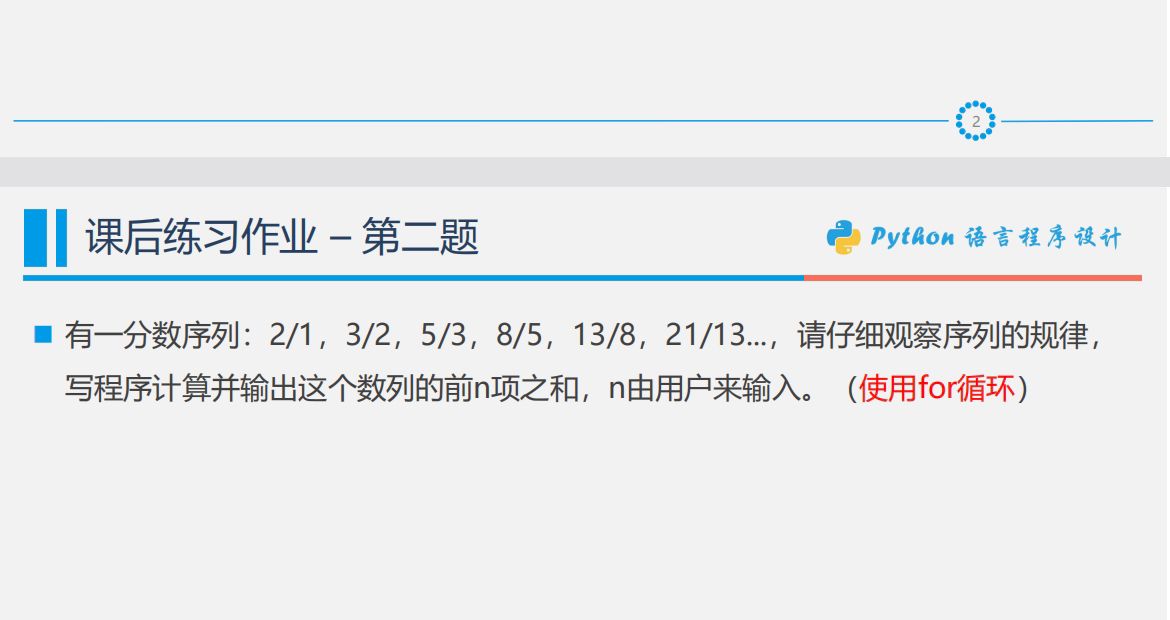 2
课后练习作业 – 第二题
Python 语言程序设计
有一分数序列：2/1，3/2，5/3，8/5，13/8，21/13...，请仔细观察序列的规律，
写程序计算并输出这个数列的前n项之和，n由用户来输入。（使用for循环）